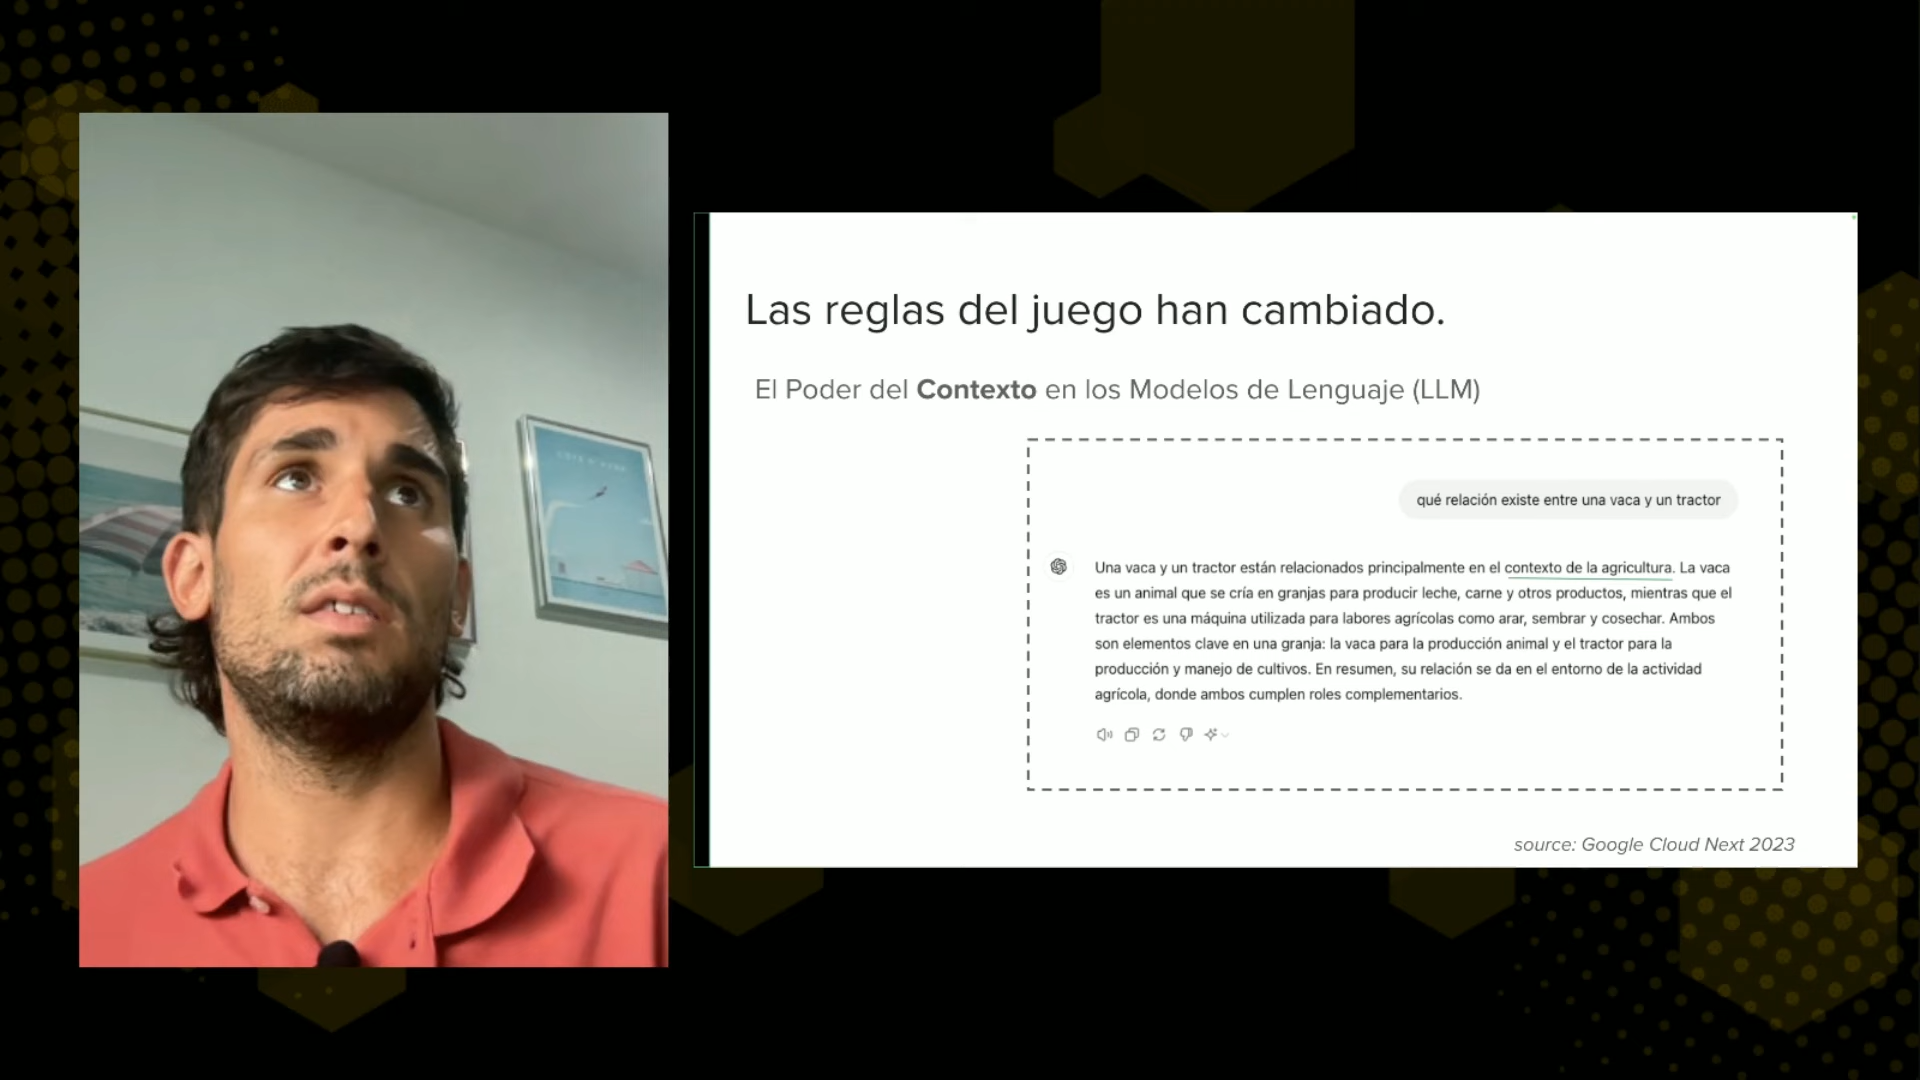 Las reglas del juego han cambiado.
El Poder del Contexto en los Modelos de Lenguaje (LLM)
qué relación existe entre una vaca y un tractor
Una vaca y un tractor están relacionados principalmente en el contexto de la agricultura. La vaca
es un animal que se cría en granjas para producir leche, carne y otros productos, mientras que el
tractor es una máquina utilizada para labores agrícolas como arar, sembrar y cosechar. Ambos
son elementos clave en una granja: la vaca para la producción animal y el tractor para la
producción y manejo de cultivos. En resumen, su relación se da en el entorno de la actividad
agrícola, donde ambos cumplen roles complementarios.
source: Google Cloud Next 2023